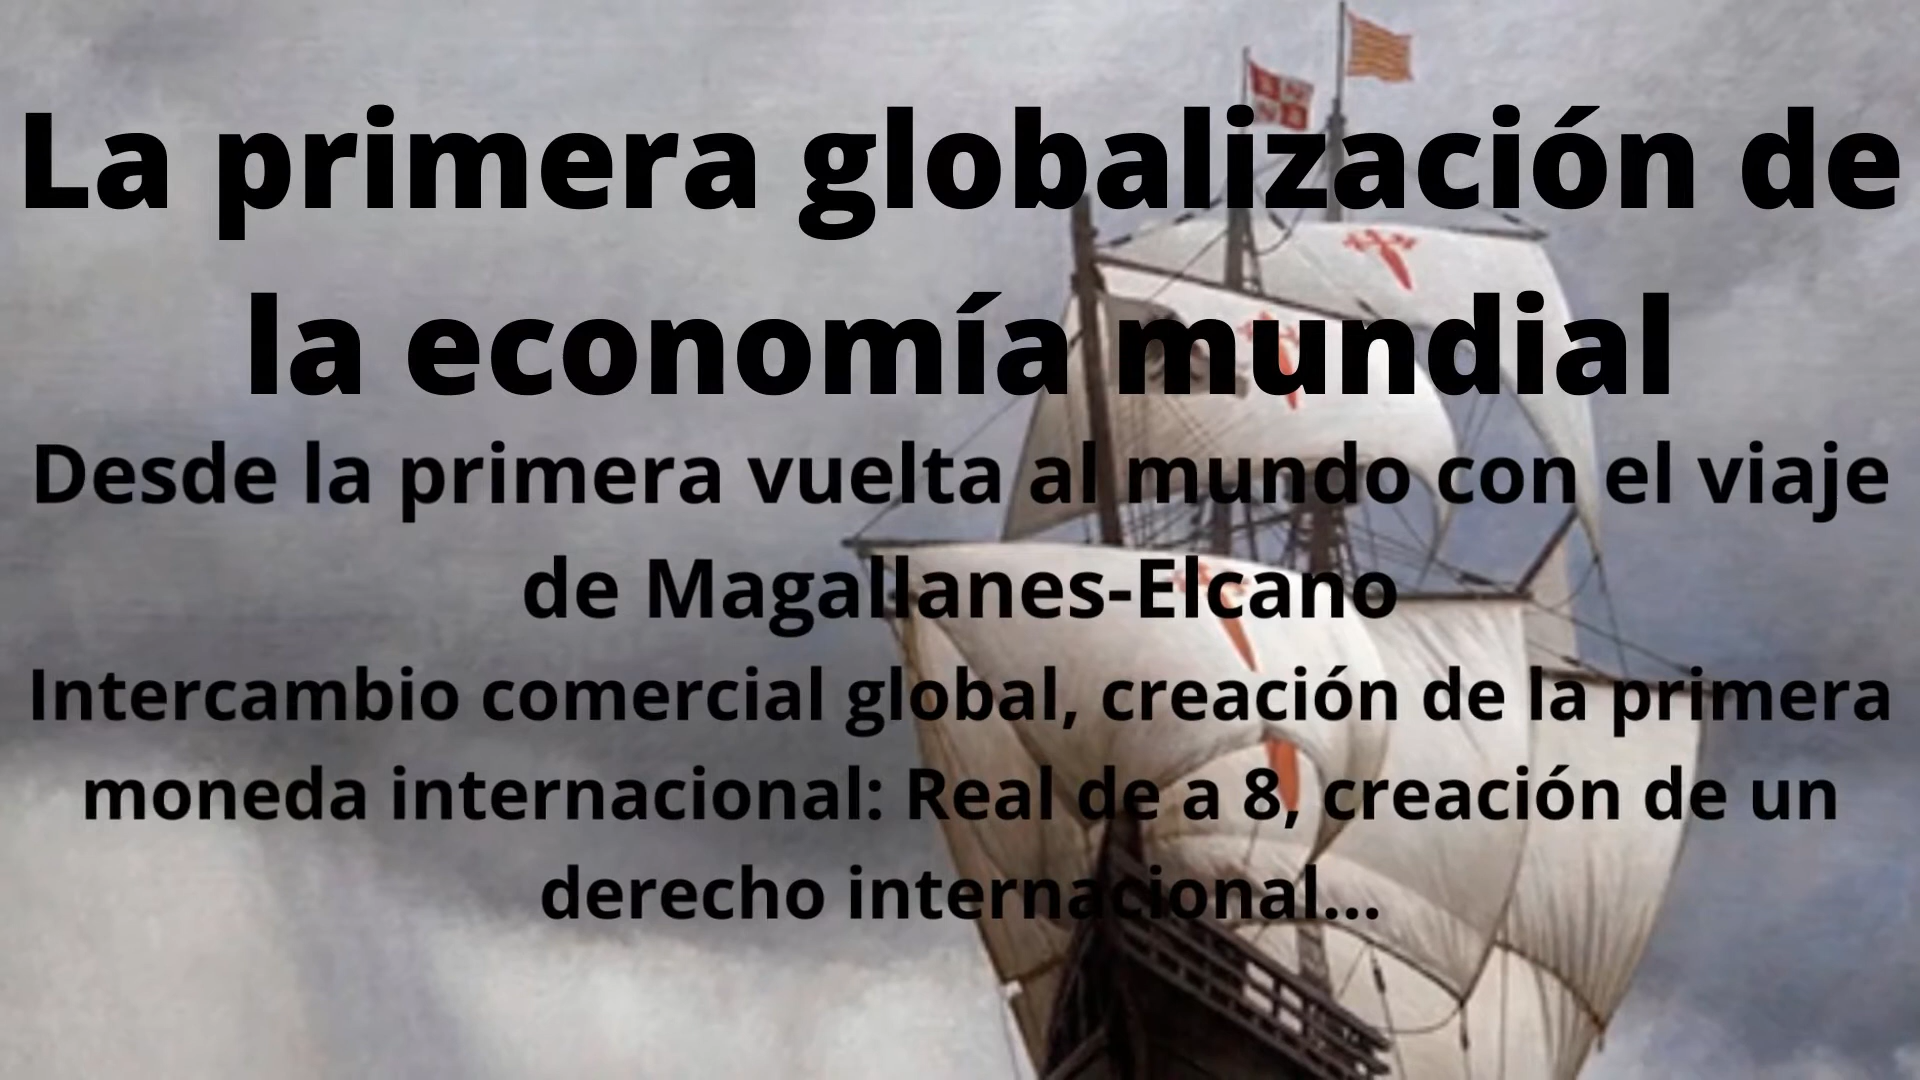 La primera globalización de
la economía mundial
Desde la primera vuelta al mundo con el viaje
de Magallanes-Elcano
Intercambio comercial global, creación de la primera
moneda internacional: Real de a 8, creación de un
derecho internacional...